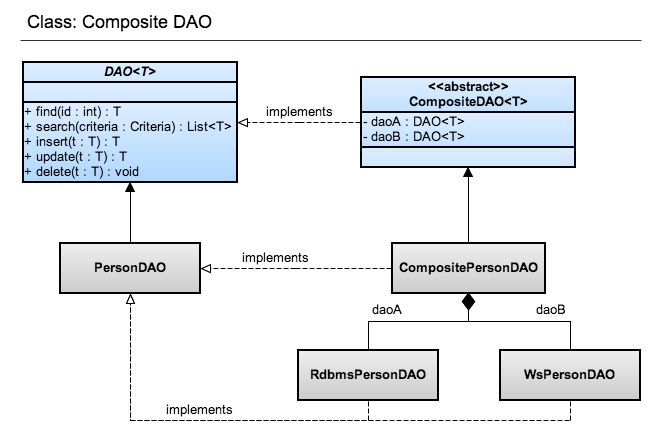 Class: Composite DAO
DAO<T>
+ find(id : int) : T
+ search(criteria : Criteria) : List<T>
+ insert(t : T) : T
+ update(t : T) : T
+ delete(t : T) : void
implements
<<abstract>>
CompositeDAO<T>
- daoA : DAO<T>
- daoB : DAO<T>
PersonDAO
implements
CompositePersonDAO
daoA
daoB
RdbmsPersonDAO
WsPersonDAO
implements